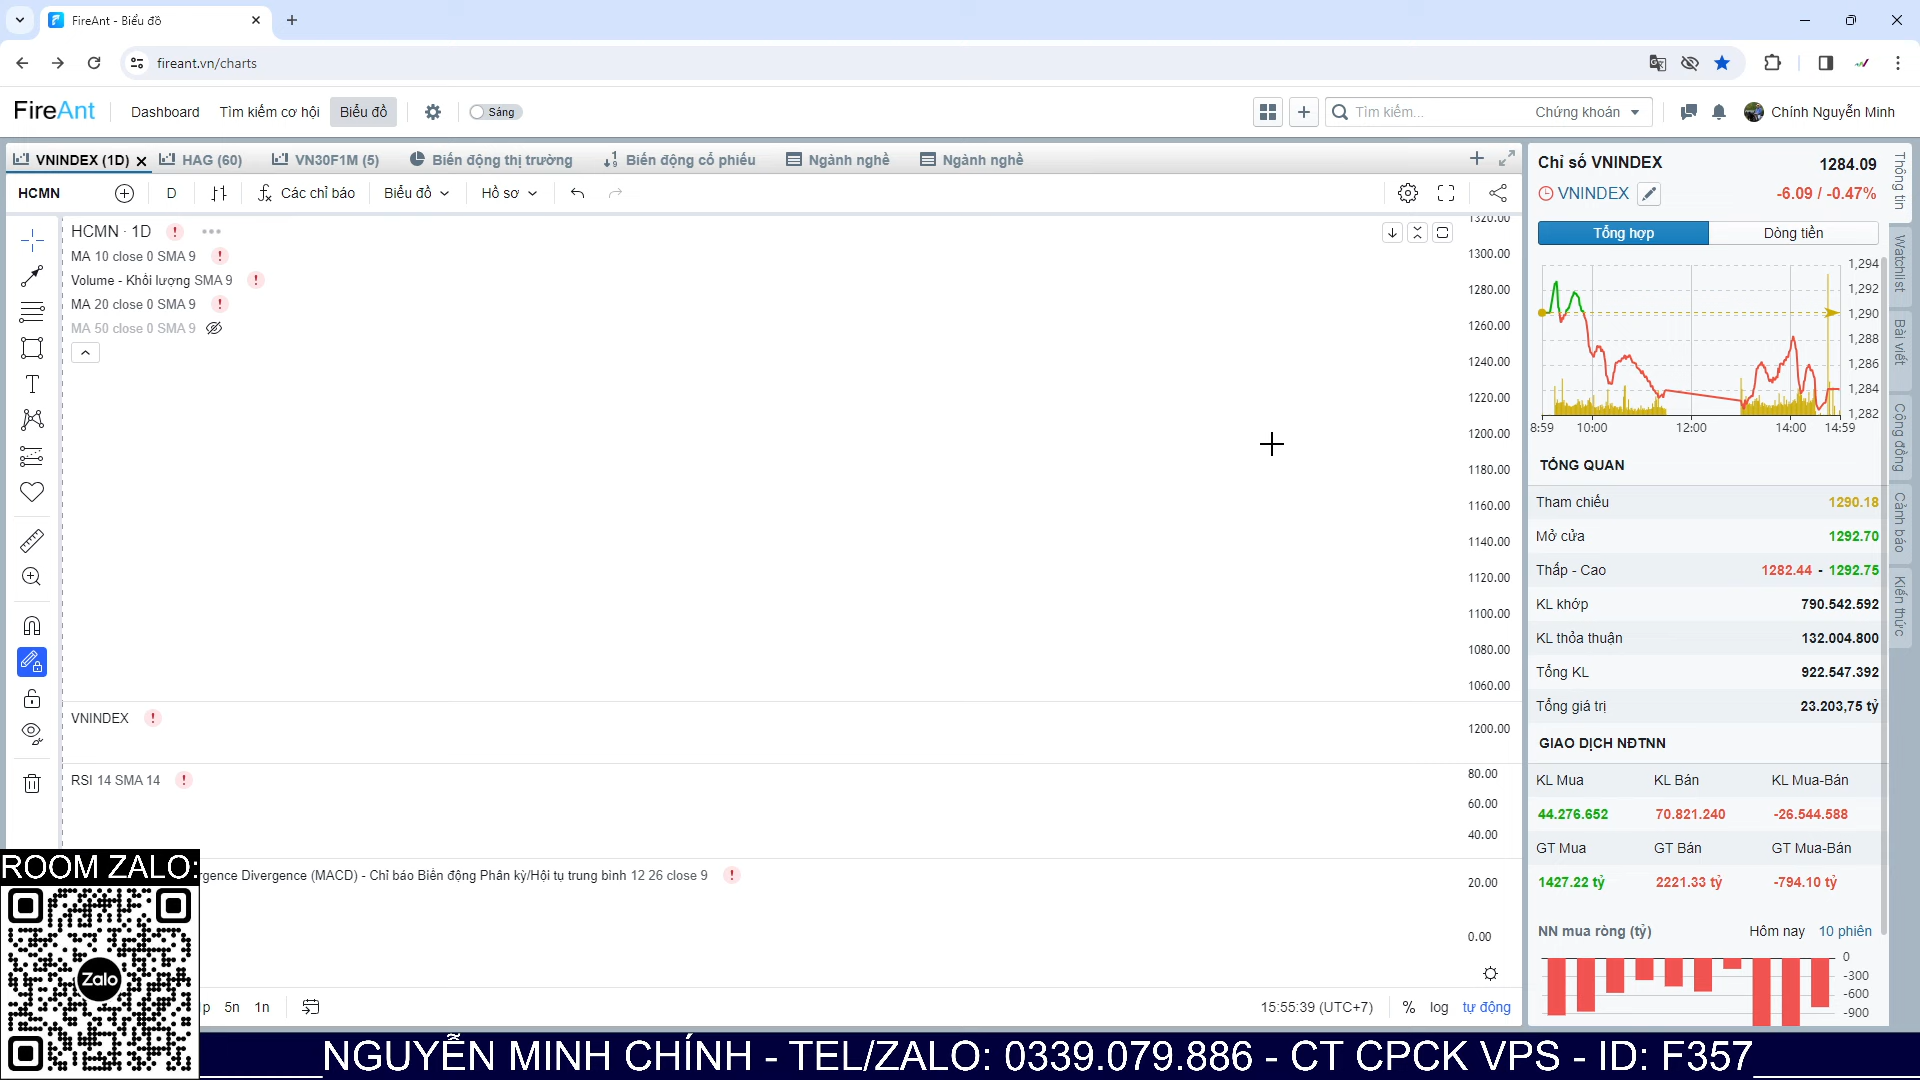 FireAnt - Biểu đồ
fireant.vn/charts
FireAnt
Dashboard
Tìm kiếm cơ hội
Biểu đồ
Sáng
Tìm kiếm...
Chứng khoán
Chính Nguyễn Minh
VNINDEX (1D)
HAG (60)
VN30F1M (5)
Biến động thị trường
Biến động cổ phiếu
Ngành nghề
Ngành nghề
HCMN
D
Các chỉ báo
Biểu đồ
Hồ sơ
HCMN · 1D
MA 10 close 0 SMA 9
Volume - Khối lượng SMA 9
MA 20 close 0 SMA 9
MA 50 close 0 SMA 9
1320.00
1300.00
1280.00
1260.00
1240.00
1220.00
1200.00
1180.00
1160.00
1140.00
1120.00
1100.00
1080.00
1060.00
VNINDEX
1200.00
RSI 14 SMA 14
80.00
60.00
40.00
rgence Divergence (MACD) - Chỉ báo Biến động Phân kỳ/Hội tụ trung bình 12 26 close 9
20.00
0.00
p
5n
1n
15:55:39 (UTC+7)
%
log
tự động
Chỉ số VNINDEX
1284.09
VNINDEX
-6.09 / -0.47%
Tổng hợp
Dòng tiền
1,294
1,292
1,290
1,288
1,286
1,284
1,282
8:59
10:00
12:00
14:00
14:59
TỔNG QUAN
Tham chiếu
1290.18
Mở cửa
1292.70
Thấp - Cao
1282.44 - 1292.75
KL khớp
790.542.592
KL thỏa thuận
132.004.800
Tổng KL
922.547.392
Tổng giá trị
23.203,75 tỷ
GIAO DỊCH NĐTNN
KL Mua
KL Bán
KL Mua-Bán
44.276.652
70.821.240
-26.544.588
GT Mua
GT Bán
GT Mua-Bán
1427.22 tỷ
2221.33 tỷ
-794.10 tỷ
NN mua ròng (tỷ)
Hôm nay
10 phiên
0
-300
-600
-900
Thông tin
Watchlist
Bài viết
Cộng đồng
Cảnh báo
Kiến thức
ROOM ZALO:
Zalo
NGUYỄN MINH CHÍNH - TEL/ZALO: 0339.079.886 - CT CPCK VPS - ID: F357